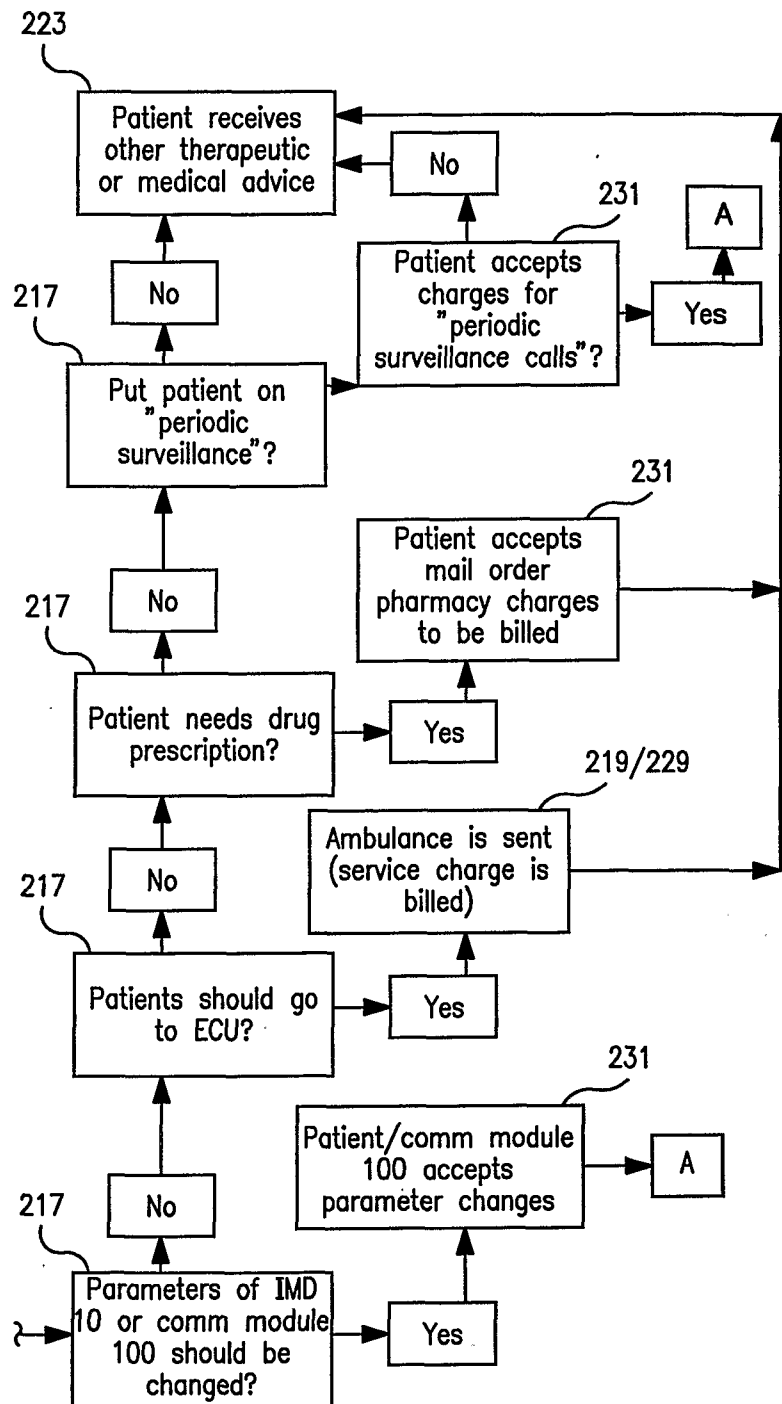 223
Patient receives
other therapeutic
or medical advice
No
231
A
Patient accepts
charges for
"periodic
surveillance calls"?
Yes
No
217
Put patient on
"periodic
surveillance"?
231
Patient accepts
mail order
pharmacy charges
to be billed
No
217
Patient needs drug
prescription?
Yes
219/229
Ambulance is sent
(service charge is
billed)
No
217
Patients should go
to ECU?
Yes
231
Patient/comm module
100 accepts
parameter changes
A
No
217
Parameters of IMD
10 or comm module
100 should be
changed?
Yes